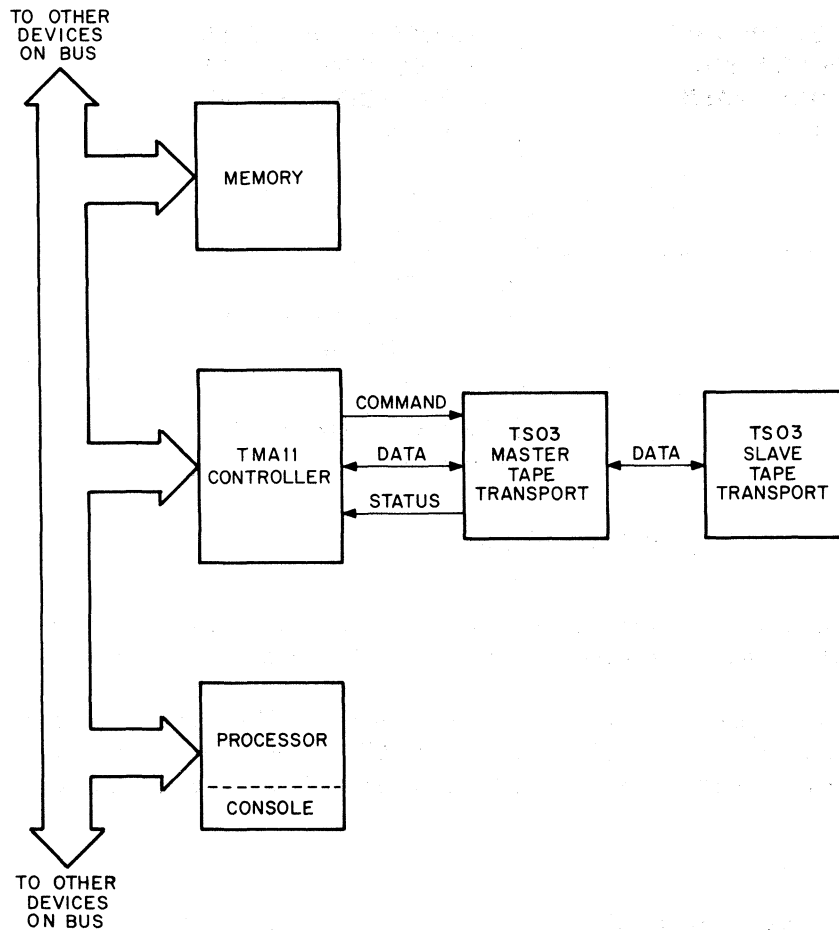 TO OTHER
DEVICES
ON BUS
MEMORY
TMA11
CONTROLLER
COMMAND
DATA
STATUS
TS03
MASTER
TAPE
TRANSPORT
DATA
TS03
SLAVE
TAPE
TRANSPORT
PROCESSOR
CONSOLE
TO OTHER
DEVICES
ON BUS